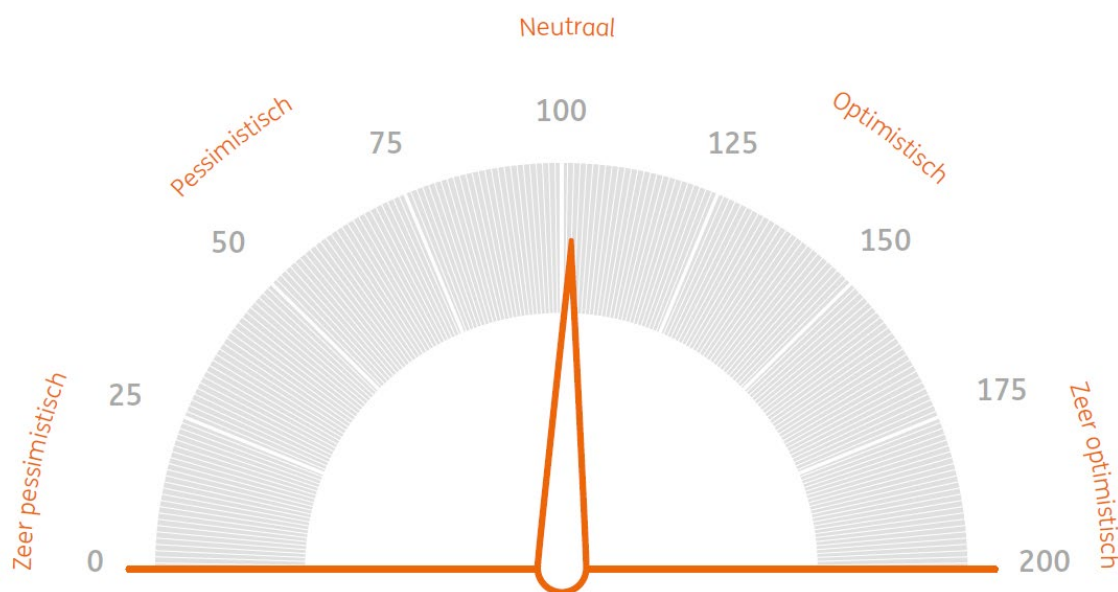 Neutraal
Pessimistisch
Optimistisch
100
75
125
50
150
25
175
Zeer pessimistisch
Zeer optimistisch
0
200